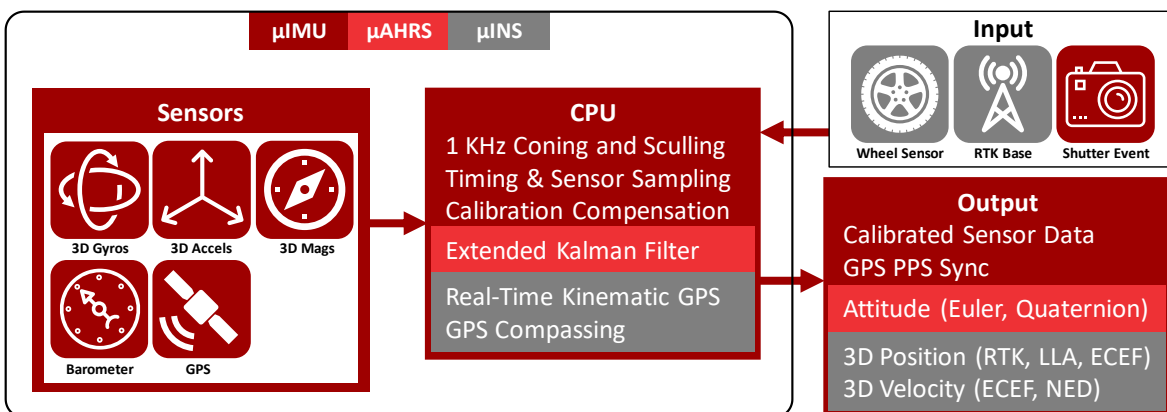 μIMU μAHRS μINS
Sensors
3D Gyros 3D Accels 3D Mags
Barometer GPS
CPU
1 KHz Coning and Sculling
Timing & Sensor Sampling
Calibration Compensation
Extended Kalman Filter
Real-Time Kinematic GPS
GPS Compassing
Input
Wheel Sensor RTK Base Shutter Event
Output
Calibrated Sensor Data
GPS PPS Sync
Attitude (Euler, Quaternion)
3D Position (RTK, LLA, ECEF)
3D Velocity (ECEF, NED)